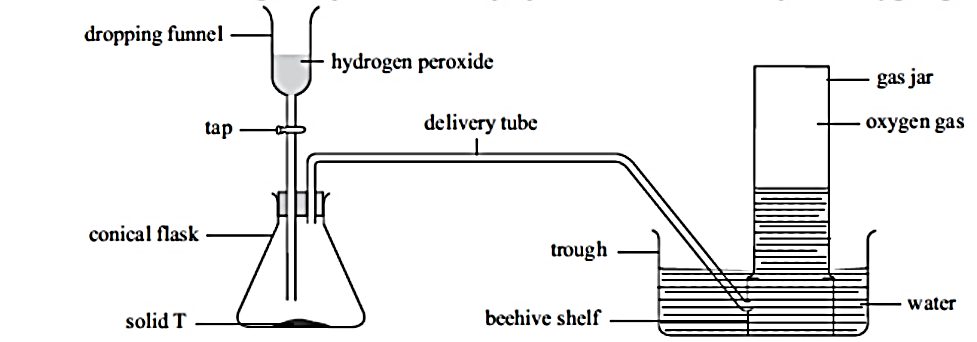 dropping funnel
hydrogen peroxide
gas jar
oxygen gas
tap
delivery tube
conical flask
trough
water
solid T
beehive shelf